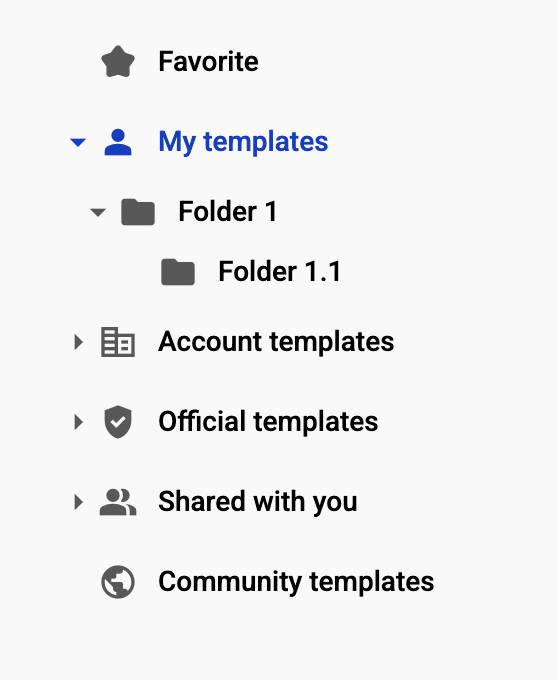 Favorite
My templates
Folder 1
Folder 1.1
Account templates
Official templates
Shared with you
Community templates